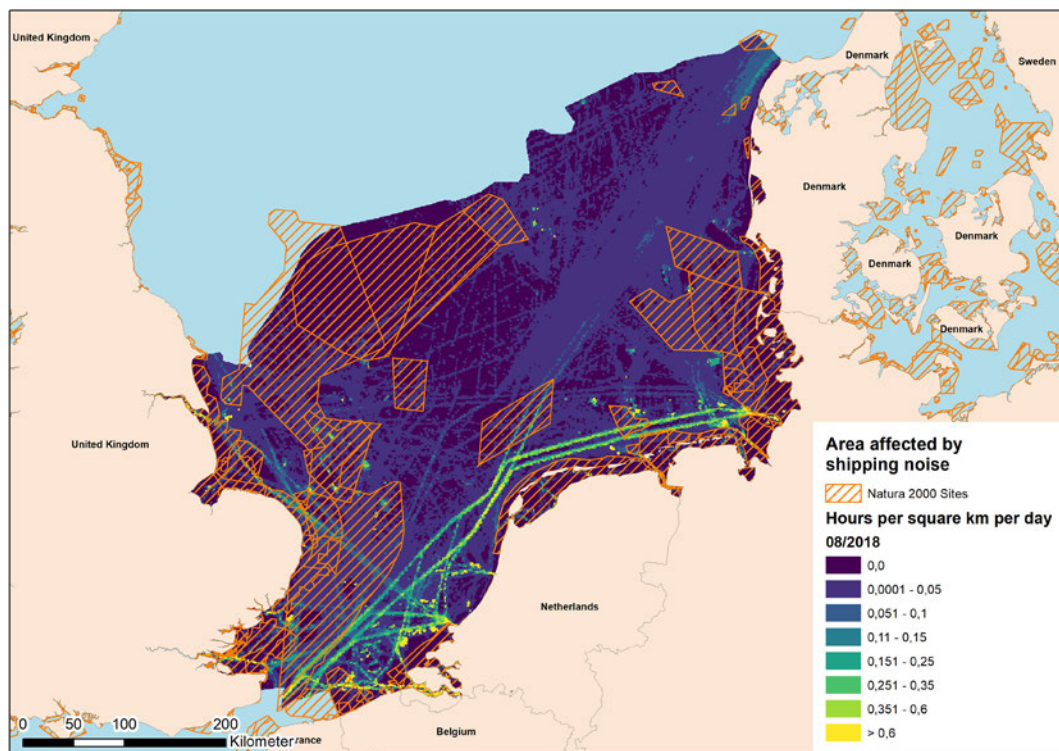 United Kingdom
Denmark
Sweden
Denmark
Denmark
Denmark
Denmark
United Kingdom
Netherlands
Belgium
rance
0 50 100 200
Kilometer
Area affected by
shipping noise
Natura 2000 Sites
Hours per square km per day
08/2018
0,0
0,0001 - 0,05
0,051 - 0,1
0,11 - 0,15
0,151 - 0,25
0,251 - 0,35
0,351 - 0,6
> 0,6